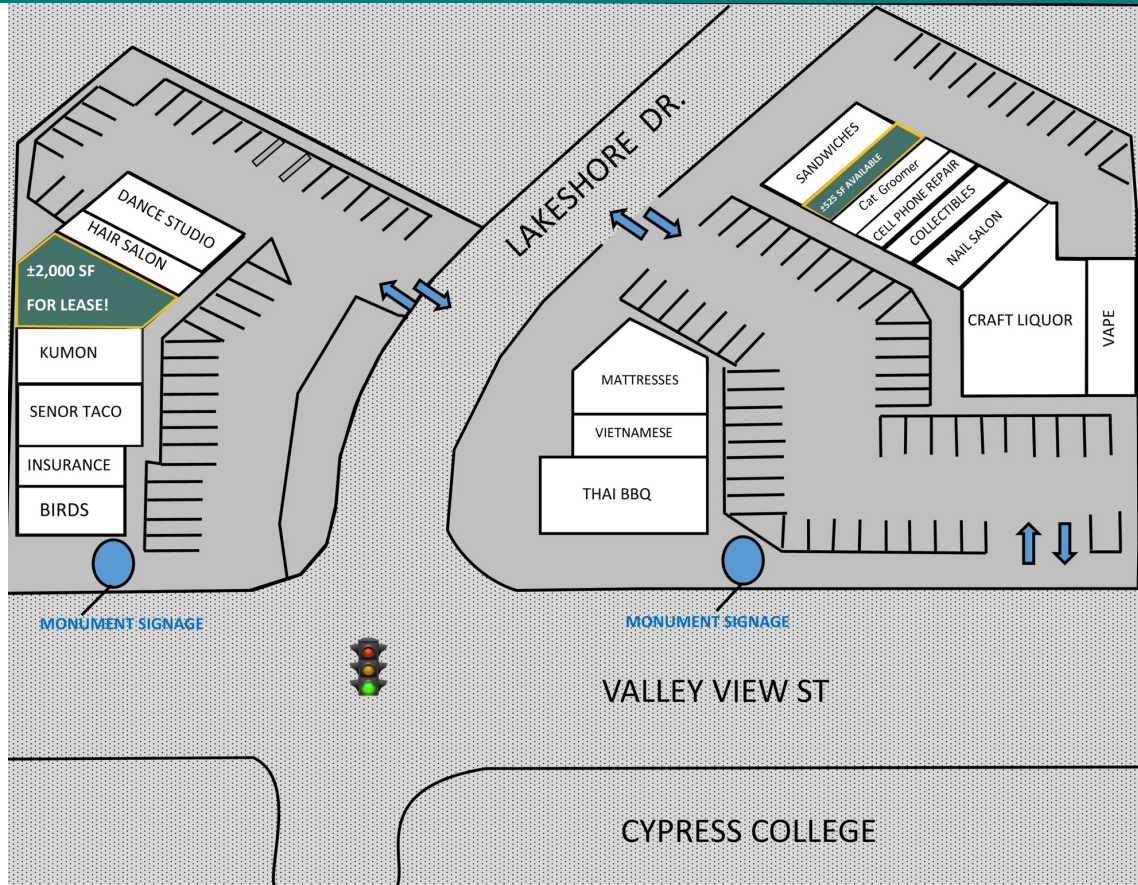 LAKESHORE DR.
DANCE STUDIO
HAIR SALON
±2,000 SF
FOR LEASE!
KUMON
SENOR TACO
INSURANCE
BIRDS
MONUMENT SIGNAGE
SANDWICHES
±525 SF AVAILABLE
Cat Groomer
CELL PHONE REPAIR
COLLECTIBLES
NAIL SALON
CRAFT LIQUOR
VAPE
MATTRESSES
VIETNAMESE
THAI BBQ
MONUMENT SIGNAGE
VALLEY VIEW ST
CYPRESS COLLEGE